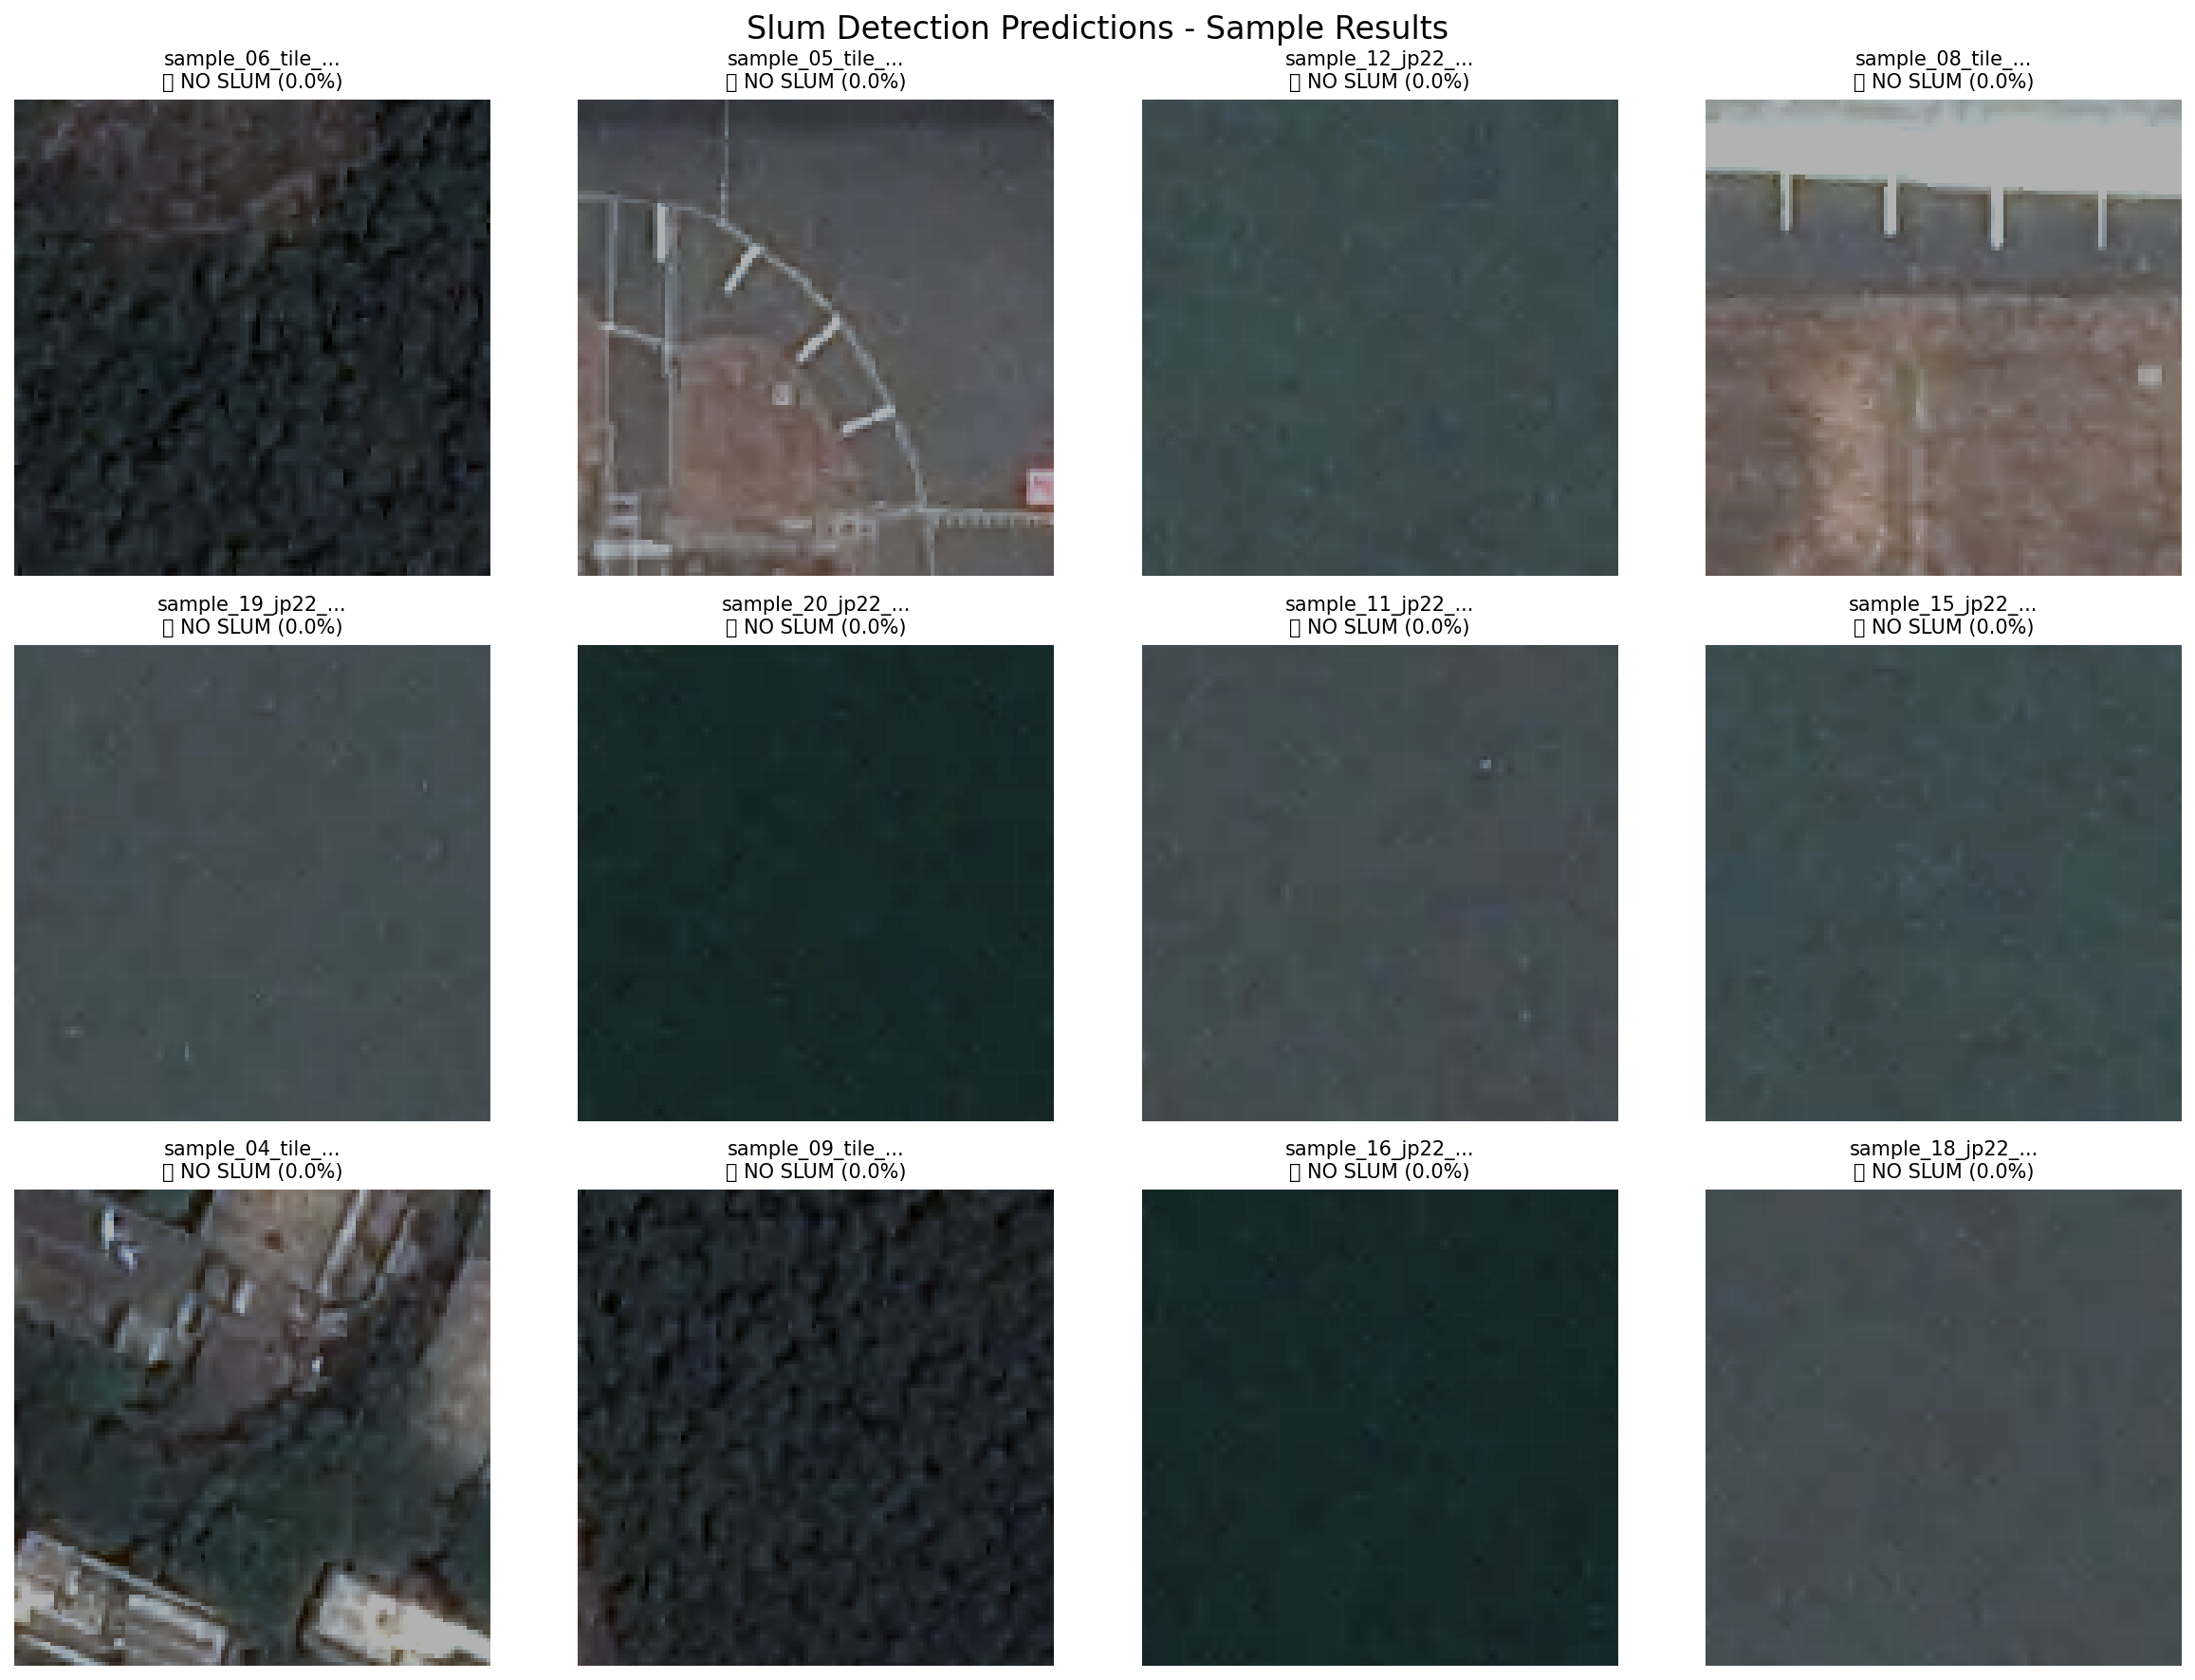 Slum Detection Predictions - Sample Results
sample_06_tile_...
▯ NO SLUM (0.0%)
sample_05_tile_...
▯ NO SLUM (0.0%)
sample_12_jp22_...
▯ NO SLUM (0.0%)
sample_08_tile_...
▯ NO SLUM (0.0%)
sample_19_jp22_...
▯ NO SLUM (0.0%)
sample_20_jp22_...
▯ NO SLUM (0.0%)
sample_11_jp22_...
▯ NO SLUM (0.0%)
sample_15_jp22_...
▯ NO SLUM (0.0%)
sample_04_tile_...
▯ NO SLUM (0.0%)
sample_09_tile_...
▯ NO SLUM (0.0%)
sample_16_jp22_...
▯ NO SLUM (0.0%)
sample_18_jp22_...
▯ NO SLUM (0.0%)